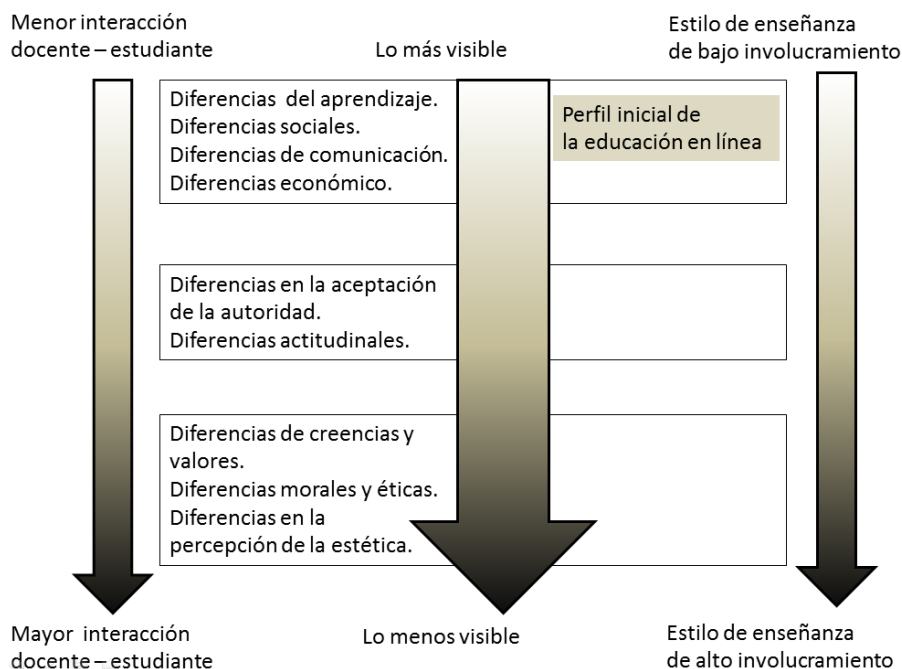 Menor interacción
docente – estudiante
Lo más visible
Estilo de enseñanza
de bajo involucramiento
Diferencias del aprendizaje.
Diferencias sociales.
Diferencias de comunicación.
Diferencias económico.
Perfil inicial de
la educación en línea
Diferencias en la aceptación
de la autoridad.
Diferencias actitudinales.
Diferencias de creencias y
valores.
Diferencias morales y éticas.
Diferencias en la
percepción de la estética.
Mayor interacción
docente – estudiante
Lo menos visible
Estilo de enseñanza
de alto involucramiento